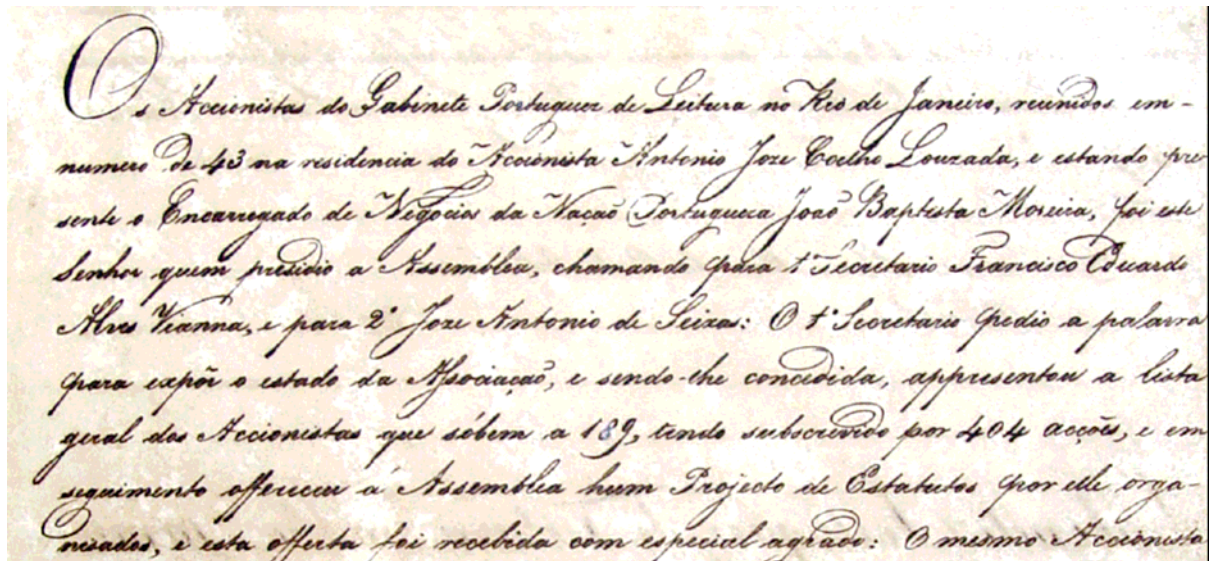 Os Accionistas do Gabinete Portuguez de Leitura no Rio de Janeiro, reunidos em-
numero de 43 na residencia do Accionista Antonio Joze Coelho Louzada, e estando pre
sente o Encarregado de Negocios da Nação Portugueza João Baptista Moreira, foi este
Senhor quem presidio a Assemblea, chamando para 1º Secretario Francisco Eduardo
Alves Vianna, e para 2º Joze Antonio de Seixas: O 1º Secretario pedio a palavra
para expôr o estado da Associação, e sendo-lhe concedida, appresentou a lista
geral dos Accionistas que sóbem a 189, tendo subscrevido por 404 acções, e em
seguimento offereceu á Assemblea hum Projecto de Estatutos por elle orga-
nisados, e esta offerta foi recebida com especial agrado: O mesmo Accionista